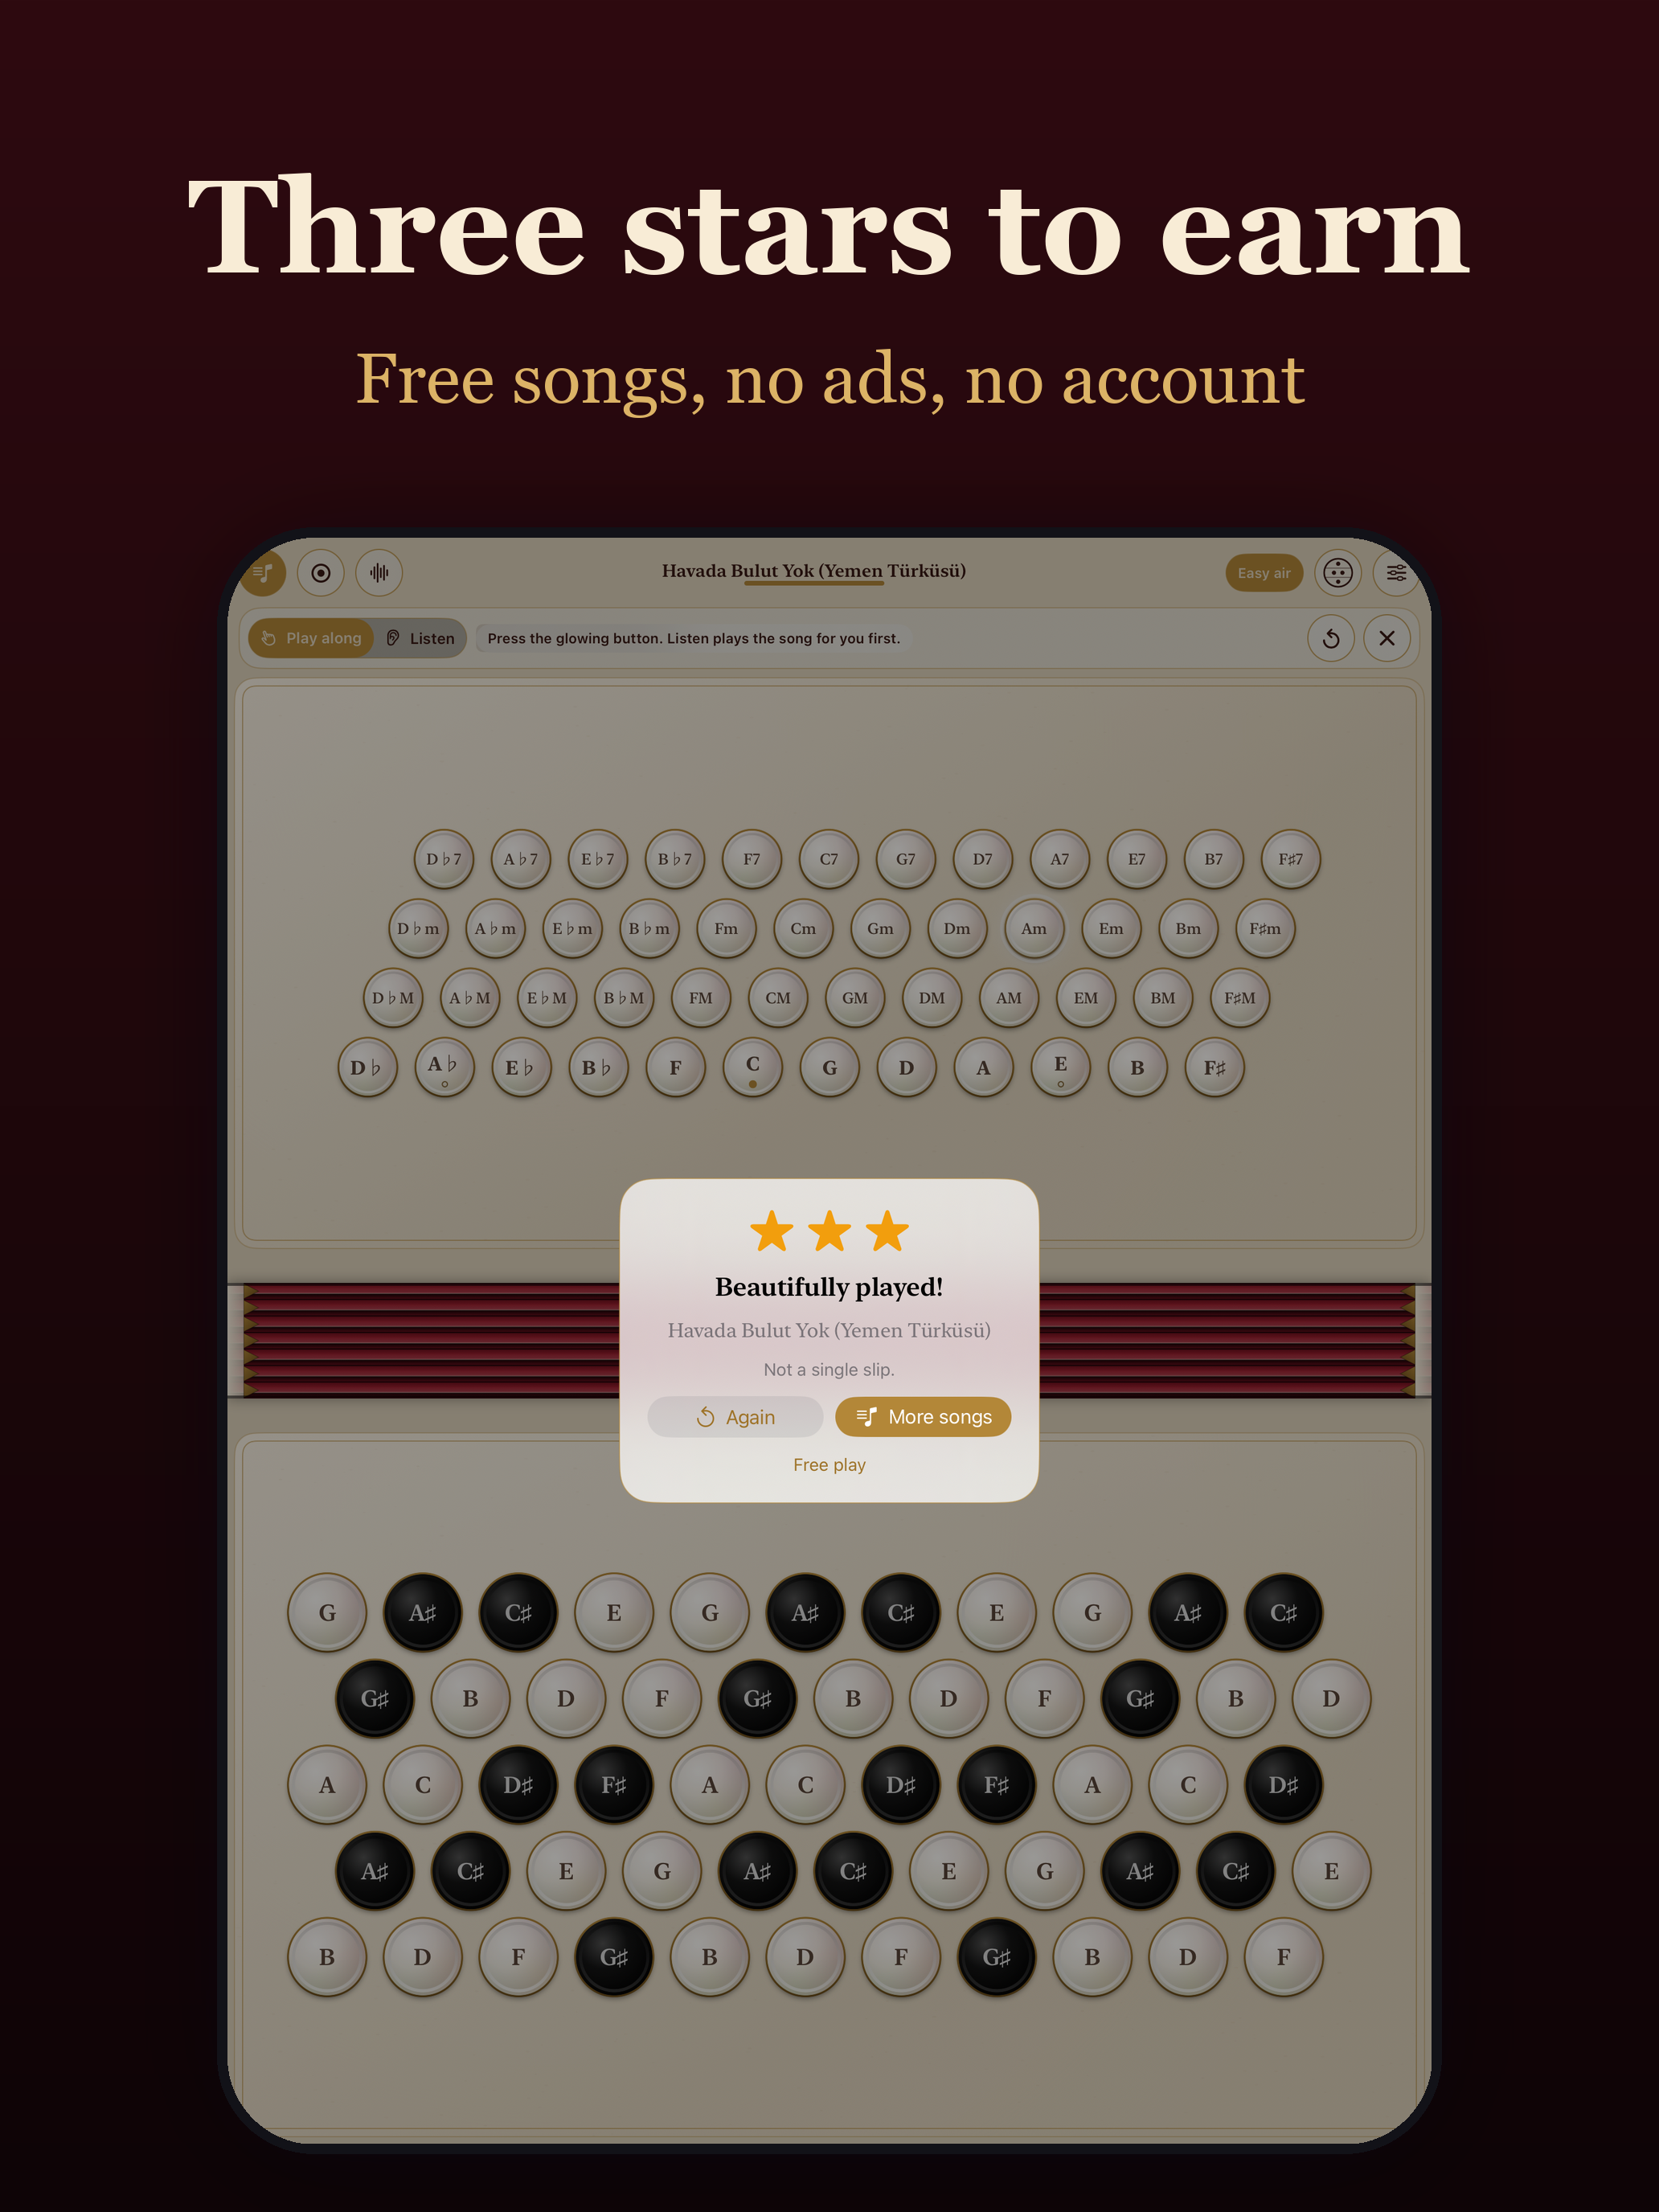 Three stars to earn
Free songs, no ads, no account
Havada Bulut Yok (Yemen Türküsü)
Easy air
Play along
Listen
Press the glowing button. Listen plays the song for you first.
D♭7 A♭7 E♭7 B♭7 F7 C7 G7 D7 A7 E7 B7 F♯7
D♭m A♭m E♭m B♭m Fm Cm Gm Dm Am Em Bm F♯m
D♭M A♭M E♭M B♭M FM CM GM DM AM EM BM F♯M
D♭ A♭ E♭ B♭ F C G D A E B F♯
Beautifully played!
Havada Bulut Yok (Yemen Türküsü)
Not a single slip.
Again
More songs
Free play
G A♯ C♯ E G A♯ C♯ E G A♯ C♯
G♯ B D F G♯ B D F G♯ B D
A C D♯ F♯ A C D♯ F♯ A C D♯
A♯ C♯ E G A♯ C♯ E G A♯ C♯ E
B D F G♯ B D F G♯ B D F